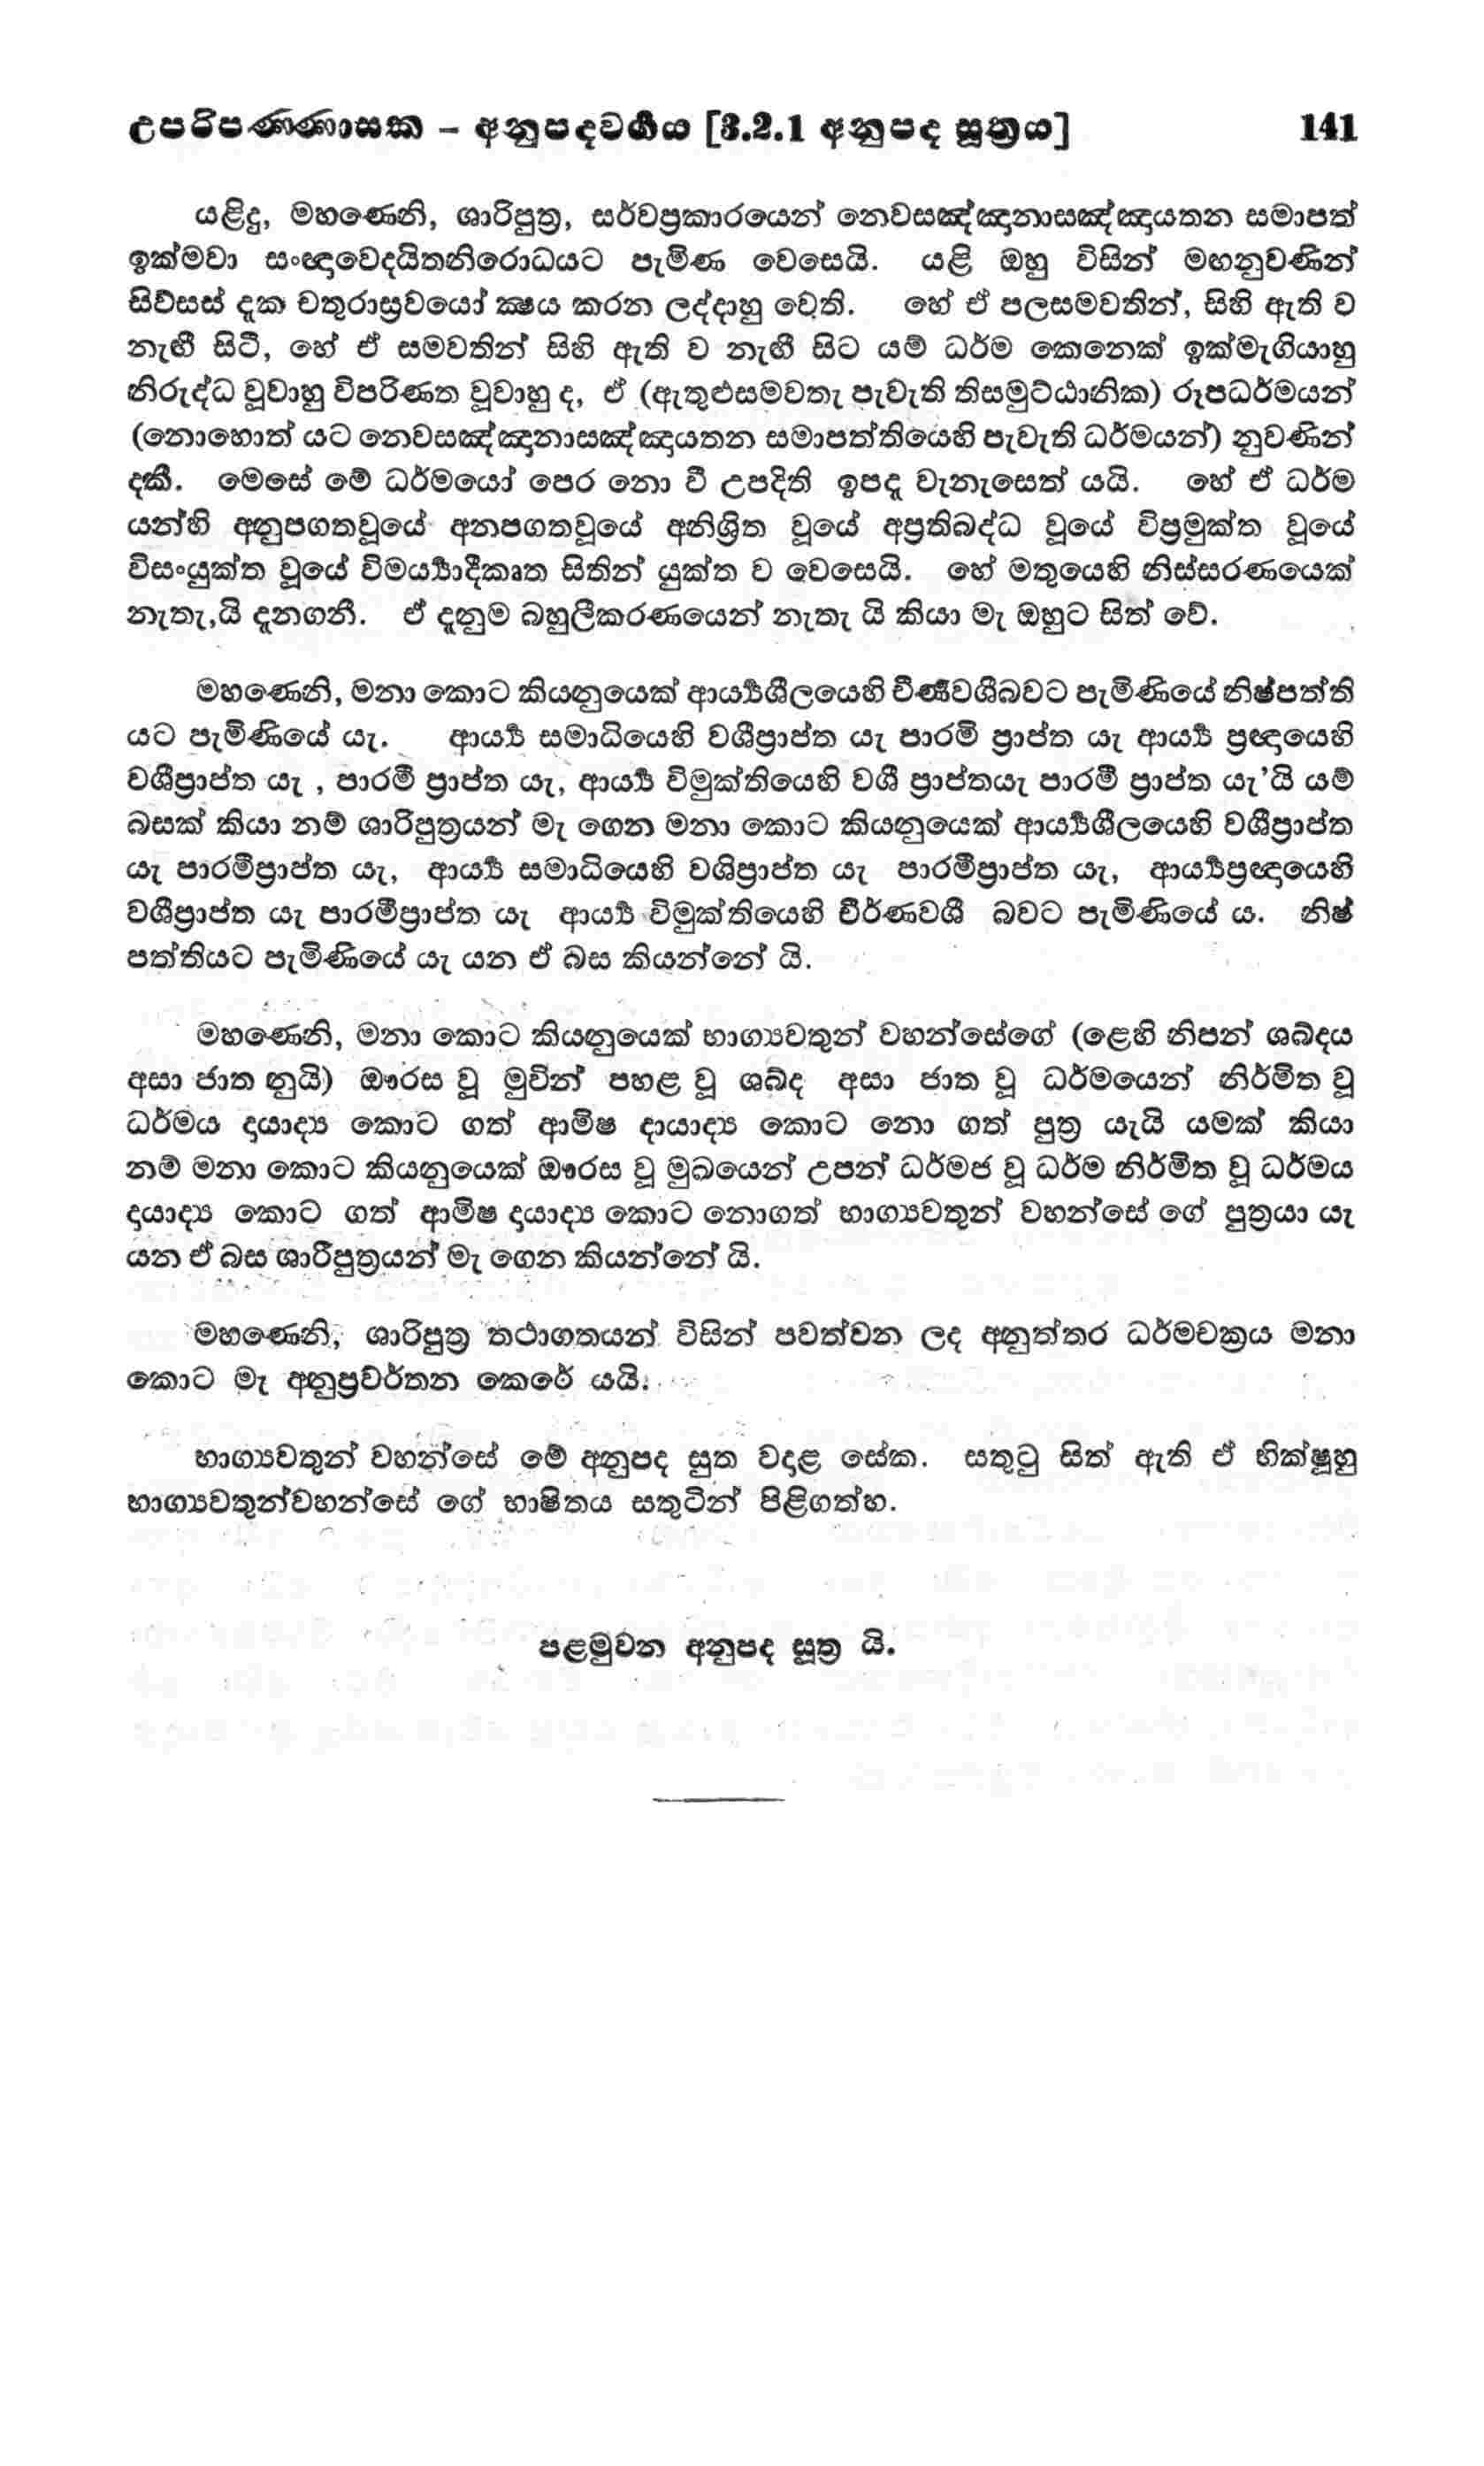 උපරිපණ්ණාසක – අනුපදවර්ගය [3.2.1 අනුපද සූත්‍රය] 141
යළිදු, මහණෙනි, ශාරිපුත්‍ර, සර්වප්‍රකාරයෙන් නෙවසඤ්ඤානාසඤ්ඤායතන සමාපත්
ඉක්මවා සංඥාවෙදයිතනිරොධයට පැමිණ වෙසෙයි. යළි ඔහු විසින් මඟනුවණින්
සිව්සස් දැක චතුරාස්‍රවයෝ ක්‍ෂය කරන ලද්දාහු වෙති. හේ ඒ පලසමවතින්, සිහි ඇති ව
නැඟී සිටී, හේ ඒ සමවතින් සිහි ඇති ව නැඟී සිට යම් ධර්ම කෙනෙක් ඉක්මැගියාහු
නිරුද්ධ වූවාහු විපරිණත වූවාහු ද, ඒ (ඇතුළුසමවතැ පැවැති තිසමුට්ඨානික) රූපධර්මයන්
(නොහොත් යට නෙවසඤ්ඤානාසඤ්ඤායතන සමාපත්තියෙහි පැවැති ධර්මයන්) නුවණින්
දකී. මෙසේ මේ ධර්මයෝ පෙර නො වී උපදිති ඉපදැ වැනැසෙත් යයි. හේ ඒ ධර්ම
යන්හි අනුපගතවූයේ අනපගතවූයේ අනිශ්‍රිත වූයේ අප්‍රතිබද්ධ වූයේ විප්‍රමුක්ත වූයේ
විසංයුක්ත වූයේ විමර්‍ය්‍යාදීකෘත සිතින් යුක්ත ව වෙසෙයි. හේ මතුයෙහි නිස්සරණයෙක්
නැතැ,යි දැනගනී. ඒ දැනුම බහුලීකරණයෙන් නැතැ යි කියා මැ ඔහුට සිත් වේ.
මහණෙනි, මනා කොට කියනුයෙක් ආර්‍ය්‍යශීලයෙහි චීර්ණවශීබවට පැමිණියේ නිෂ්පත්ති
යට පැමිණියේ යැ. ආර්‍ය්‍ය සමාධියෙහි වශීප්‍රාප්ත යැ පාරමි ප්‍රාප්ත යැ ආර්‍ය්‍ය ප්‍රඥායෙහි
වශීප්‍රාප්ත යැ , පාරමී ප්‍රාප්ත යැ, ආර්‍ය්‍ය විමුක්තියෙහි වශී ප්‍රාප්තයැ පාරමී ප්‍රාප්ත යැ’යි යම්
බසක් කියා නම් ශාරිපුත්‍රයන් මැ ගෙන මනා කොට කියනුයෙක් ආර්‍ය්‍යශීලයෙහි වශීප්‍රාප්ත
යැ පාරමීප්‍රාප්ත යැ, ආර්‍ය්‍ය සමාධියෙහි වශිප්‍රාප්ත යැ පාරමීප්‍රාප්ත යැ, ආර්‍ය්‍යප්‍රඥායෙහි
වශීප්‍රාප්ත යැ පාරමීප්‍රාප්ත යැ ආර්‍ය්‍ය විමුක්තියෙහි චීර්ණවශී බවට පැමිණියේ ය. නිෂ්
පත්තියට පැමිණියේ යැ යන ඒ බස කියන්නේ යි.
මහණෙනි, මනා කොට කියනුයෙක් භාග්‍යවතුන් වහන්සේගේ (ළෙහි නිපන් ශබ්දය
අසා ජාත නුයි) ඖරස වූ මුවින් පහළ වූ ශබ්ද අසා ජාත වූ ධර්මයෙන් නිර්මිත වූ
ධර්මය දායාද්‍ය කොට ගත් ආමිෂ දායාද්‍ය කොට නො ගත් පුත්‍ර යැයි යමක් කියා
නම් මනා කොට කියනුයෙක් ඖරස වූ මුඛයෙන් උපන් ධර්මජ වූ ධර්ම නිර්මිත වූ ධර්මය
දායාද්‍ය කොට ගත් ආමිෂ දායාද්‍ය කොට නොගත් භාග්‍යවතුන් වහන්සේ ගේ පුත්‍රයා යැ
යන ඒ බස ශාරීපුත්‍රයන් මැ ගෙන කියන්නේ යි.
මහණෙනි, ශාරිපුත්‍ර තථාගතයන් විසින් පවත්වන ලද අනුත්තර ධර්මචක්‍රය මනා
කොට මැ අනුප්‍රවර්තන කෙරේ යයි.
භාග්‍යවතුන් වහන්සේ මේ අනුපද සුත වදාළ සේක. සතුටු සිත් ඇති ඒ භික්ෂූහු
භාග්‍යවතුන්වහන්සේ ගේ භාෂිතය සතුටින් පිළිගත්හ.
පළමුවන අනුපද සූත්‍ර යි.